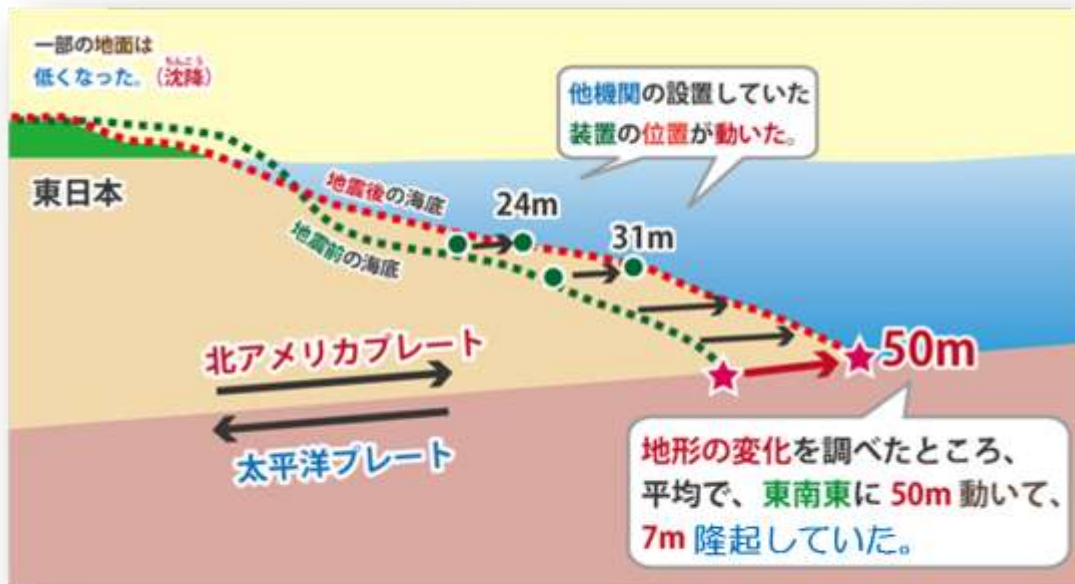 一部の地面は
ちんこう
低くなった。(沈降)
他機関の設置していた
装置の位置が動いた。
東日本
地震後の海底
24m
地震前の海底
31m
北アメリカプレート
50m
太平洋プレート
地形の変化を調べたところ、
平均で、東南東に 50m 動いて、
7m 隆起していた。